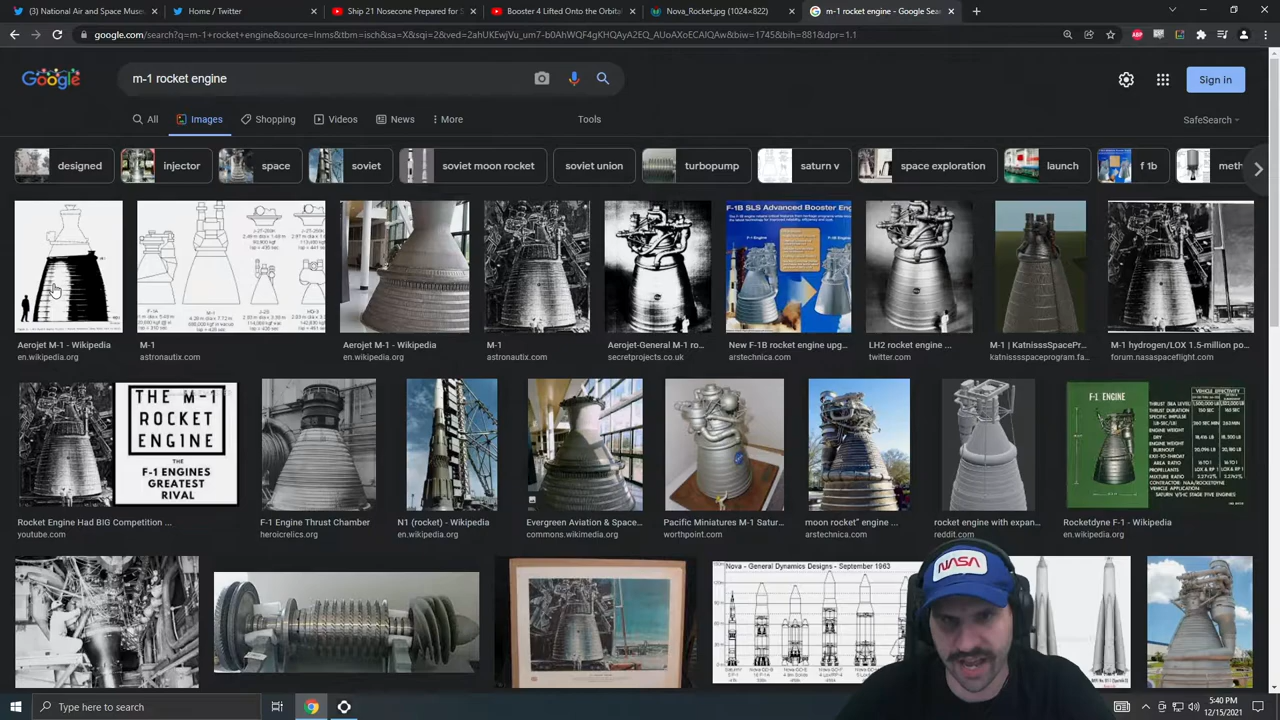 (3) National Air and Space Muse
Home / Twitter
Ship 21 Nosecone Prepared for S
Booster 4 Lifted Onto the Orbital
Nova_Rocket.jpg (1024×822)
m-1 rocket engine - Google Sear
google.com/search?q=m-1+rocket+engine&source=lnms&tbm=isch&sa=X&sqi=2&ved=2ahUKEwjVu_um7-b0AhWQF4gKHQAyA2EQ_AUoAXoECAIQAw&biw=1745&bih=881&dpr=1.1
Google
m-1 rocket engine
Sign in
All
Images
Shopping
Videos
News
More
Tools
SafeSearch
detailed
injector
space
soviet
soviet moon rocket
soviet union
turbopump
saturn v
space exploration
launch
f 1b
meth
M-1
F-1B SLS Advanced Booster Eng
Aerojet M-1 - Wikipedia
en.wikipedia.org
M-1
astronautix.com
Aerojet M-1 - Wikipedia
en.wikipedia.org
M-1
astronautix.com
Aerojet-General M-1 ro...
secretprojects.co.uk
New F-1B rocket engine upg...
arstechnica.com
LH2 rocket engine ...
twitter.com
M-1 | KatnisssSpacePr...
katnisssspaceprogram.fa...
M-1 hydrogen/LOX 1.5-million po...
forum.nasaspaceflight.com
THE M-1
ROCKET
ENGINE
THE
F-1 ENGINES
GREATEST
RIVAL
F-1 ENGINE
VEHICLE EFFECTIVITY
Rocket Engine Had BIG Competition ...
youtube.com
F-1 Engine Thrust Chamber
heroicrelics.org
N1 (rocket) - Wikipedia
en.wikipedia.org
Evergreen Aviation & Space...
commons.wikimedia.org
Pacific Miniatures M-1 Satur...
worthpoint.com
moon rocket" engine ...
arstechnica.com
rocket engine with expan...
reddit.com
Rocketdyne F-1 - Wikipedia
en.wikipedia.org
Nova - General Dynamics Designs - September 1963
NASA
Type here to search
5:40 PM
12/15/2021